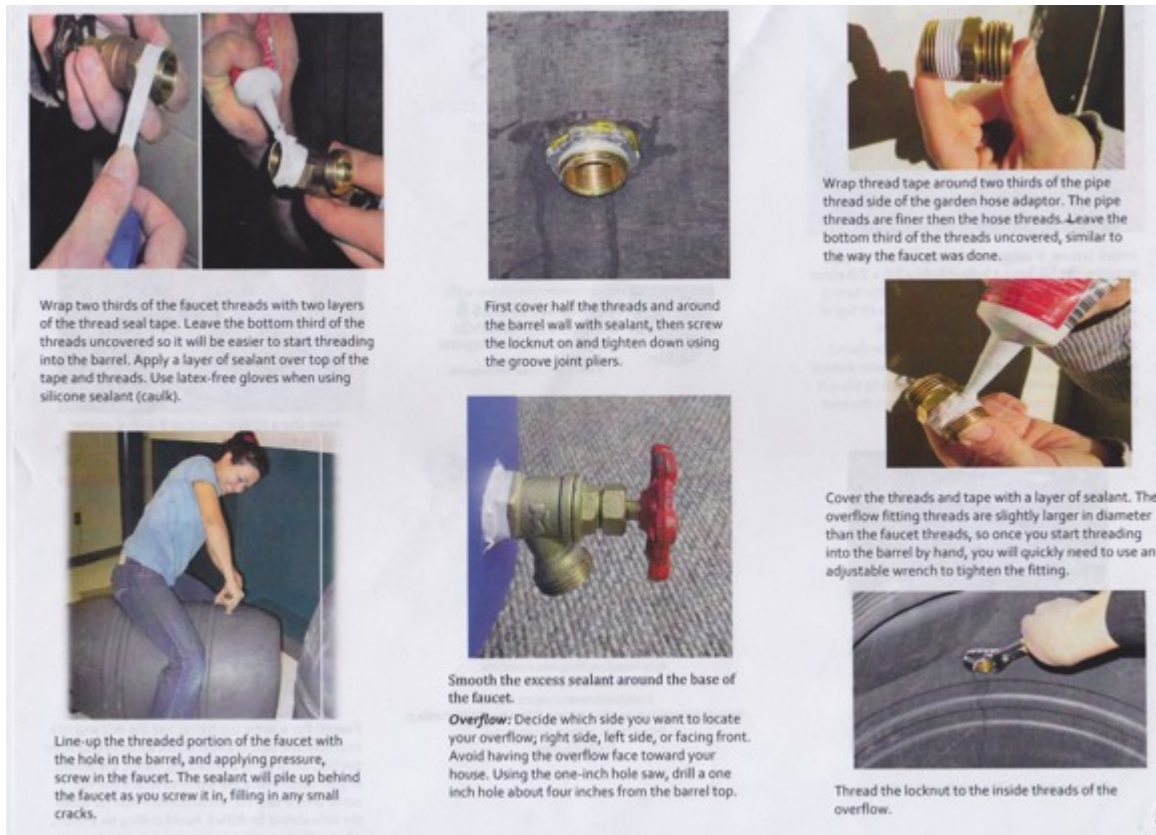 Wrap two thirds of the faucet threads with two layers
of the thread seal tape. Leave the bottom third of the
threads uncovered so it will be easier to start threading
into the barrel. Apply a layer of sealant over top of the
tape and threads. Use latex-free gloves when using
silicone sealant (caulk).
Line-up the threaded portion of the faucet with
the hole in the barrel, and applying pressure,
screw in the faucet. The sealant will pile up behind
the faucet as you screw it in, filling in any small
cracks.
First cover half the threads and around
the barrel wall with sealant, then screw
the locknut on and tighten down using
the groove joint pliers.
Smooth the excess sealant around the base of
the faucet.
Overflow: Decide which side you want to locate
your overflow; right side, left side, or facing front.
Avoid having the overflow face toward your
house. Using the one-inch hole saw, drill a one
inch hole about four inches from the barrel top.
Wrap thread tape around two thirds of the pipe
thread side of the garden hose adaptor. The pipe
threads are finer then the hose threads. Leave the
bottom third of the threads uncovered, similar to
the way the faucet was done.
Cover the threads and tape with a layer of sealant. The
overflow fitting threads are slightly larger in diameter
than the faucet threads, so once you start threading
into the barrel by hand, you will quickly need to use an
adjustable wrench to tighten the fitting.
Thread the locknut to the inside threads of the
overflow.